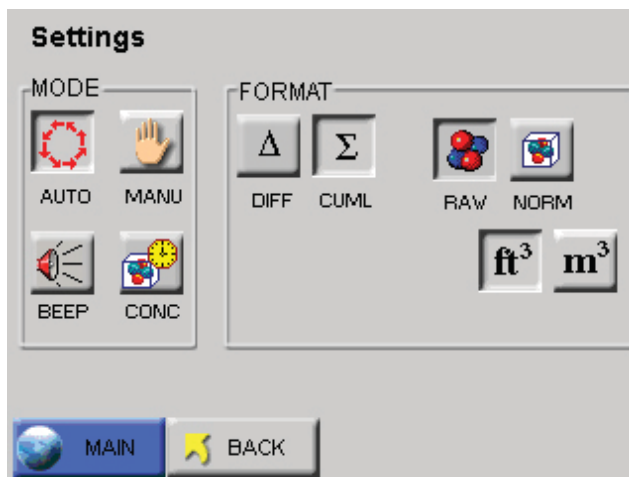 Settings
MODE
FORMAT
Δ
Σ
AUTO
MANU
DIFF
CUML
RAW
NORM
ft³
m³
BEEP
CONC
MAIN
BACK